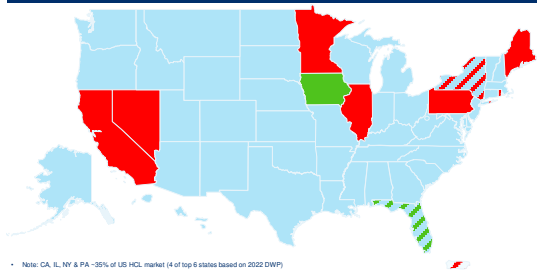 • Note: CA, IL, NY & PA ~35% of US HCL market (4 of top 6 states based on 2022 DWP)